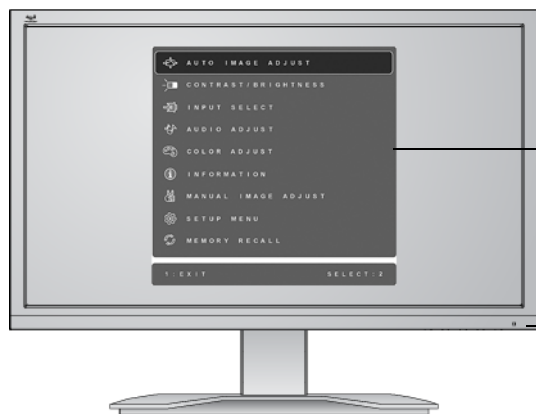 AUTO IMAGE ADJUST
CONTRAST/BRIGHTNESS
INPUT SELECT
AUDIO ADJUST
COLOR ADJUST
INFORMATION
MANUAL IMAGE ADJUST
SETUP MENU
MEMORY RECALL
1:EXIT SELECT:2